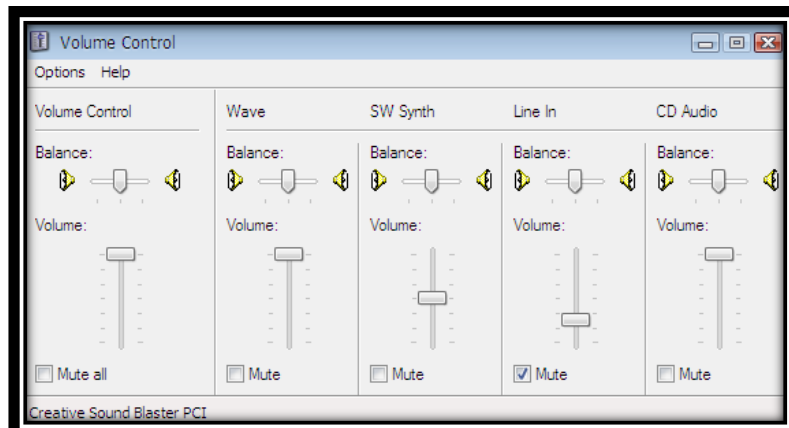 Volume Control
Options Help
Volume Control Wave SW Synth Line In CD Audio
Balance: Balance: Balance: Balance: Balance:
Volume: Volume: Volume: Volume: Volume:
Mute all Mute Mute Mute Mute
Creative Sound Blaster PCI